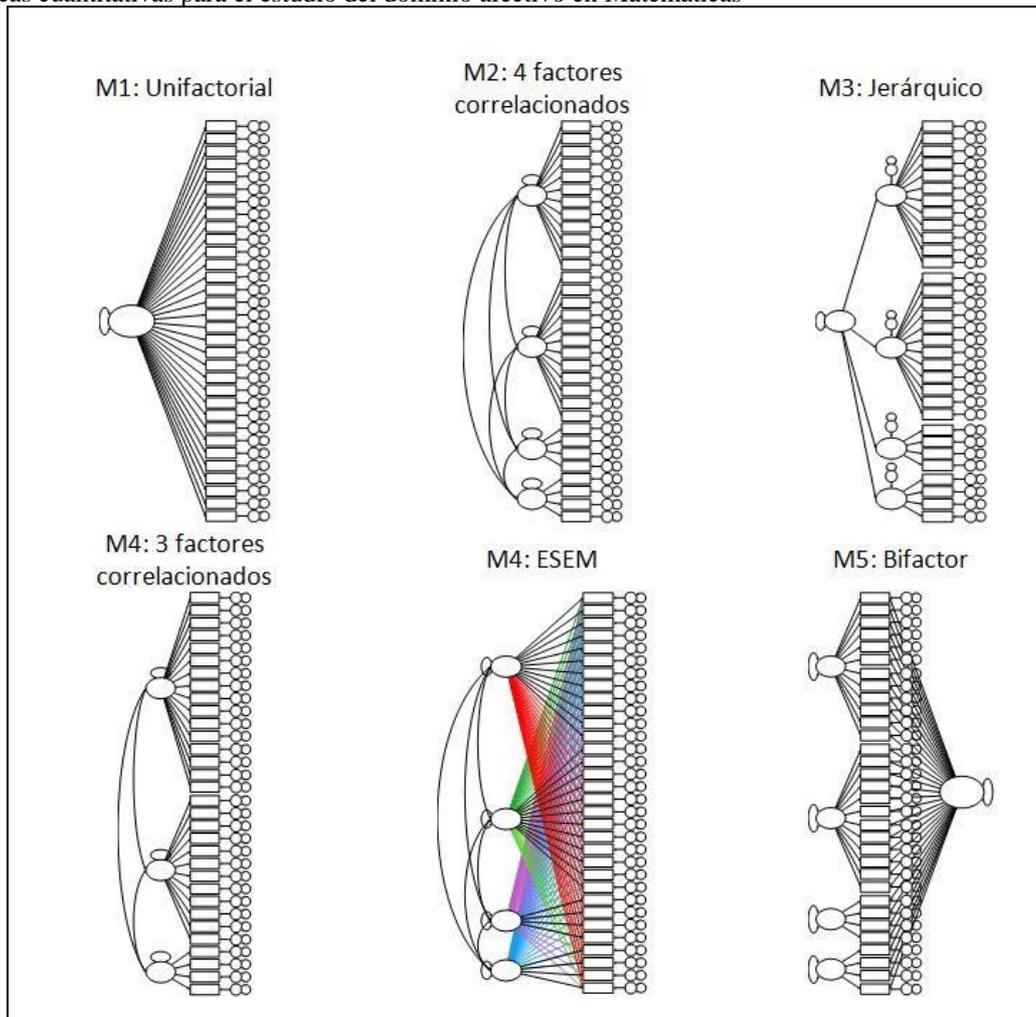 cuantitativas para el estudio del dominio afectivo en Matemáticas
M1: Unifactorial
M2: 4 factores
correlacionados
M3: Jerárquico
M4: 3 factores
correlacionados
M4: ESEM
M5: Bifactor